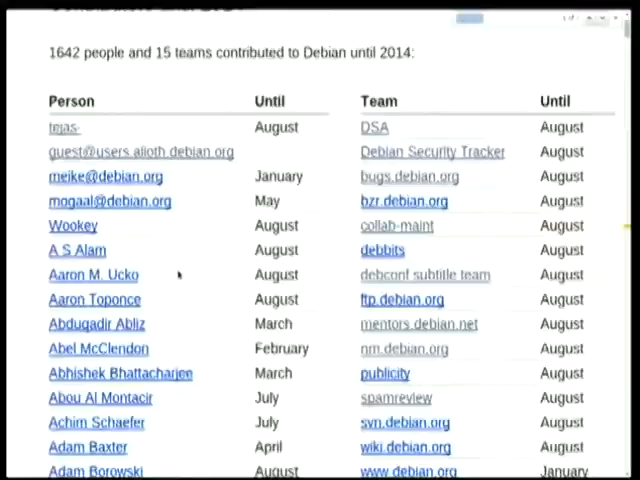 1642 people and 15 teams contributed to Debian until 2014:
Person Until Team Until
tejas- August DSA August
guest@users.alioth.debian.org Debian Security Tracker August
meike@debian.org January bugs.debian.org August
mogaal@debian.org May bzr.debian.org August
Wookey August collab-maint August
A S Alam August debbits August
Aaron M. Ucko August debconf subtitle team August
Aaron Toponce August ftp.debian.org August
Abduqadir Abliz March mentors.debian.net August
Abel McClendon February nm.debian.org August
Abhishek Bhattacharjee March publicity August
Abou Al Montacir July spamreview August
Achim Schaefer July svn.debian.org August
Adam Baxter April wiki.debian.org August
Adam Borowski August www.debian.org January